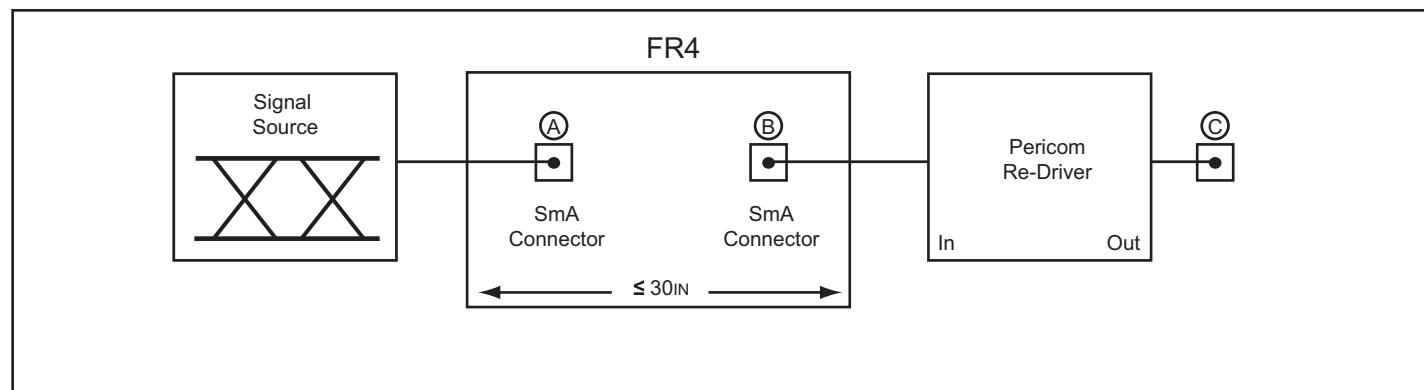 FR4
Signal
Source
A
B
C
Pericom
Re-Driver
SmA
Connector
SmA
Connector
In
Out
≤ 30IN